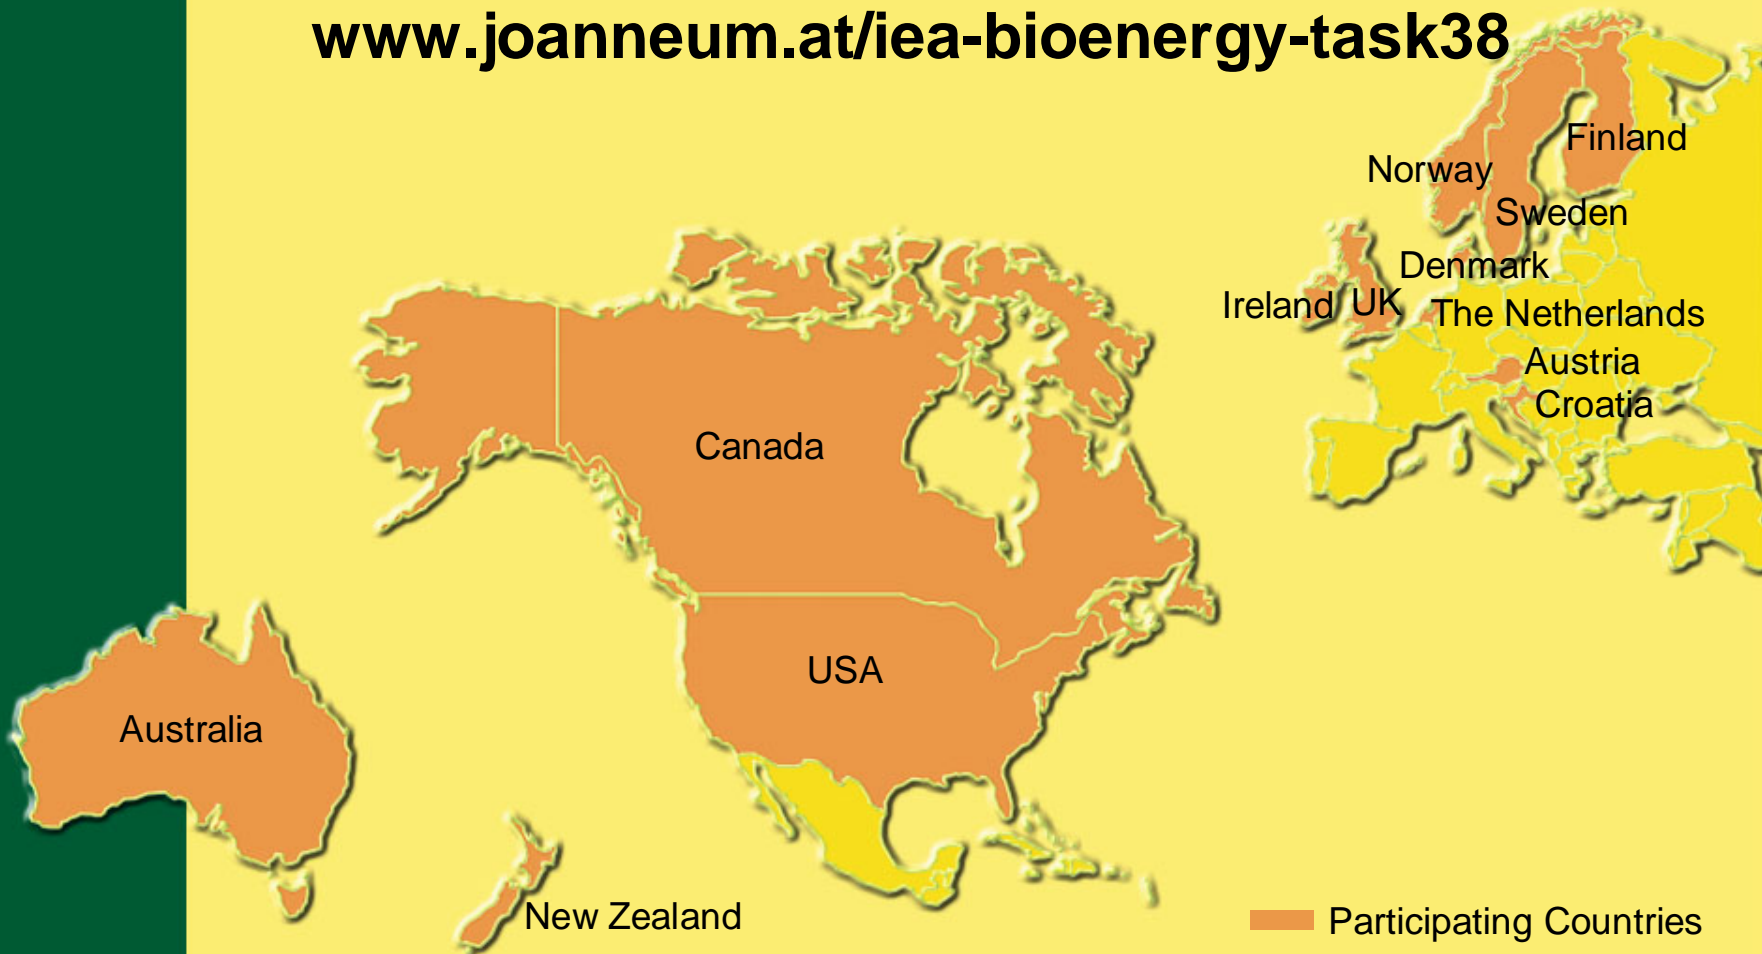 www.joanneum.at/iea-bioenergy-task38
Finland
Norway
Sweden
Denmark
Ireland UK
The Netherlands
Austria
Croatia
Canada
USA
Australia
New Zealand
Participating Countries